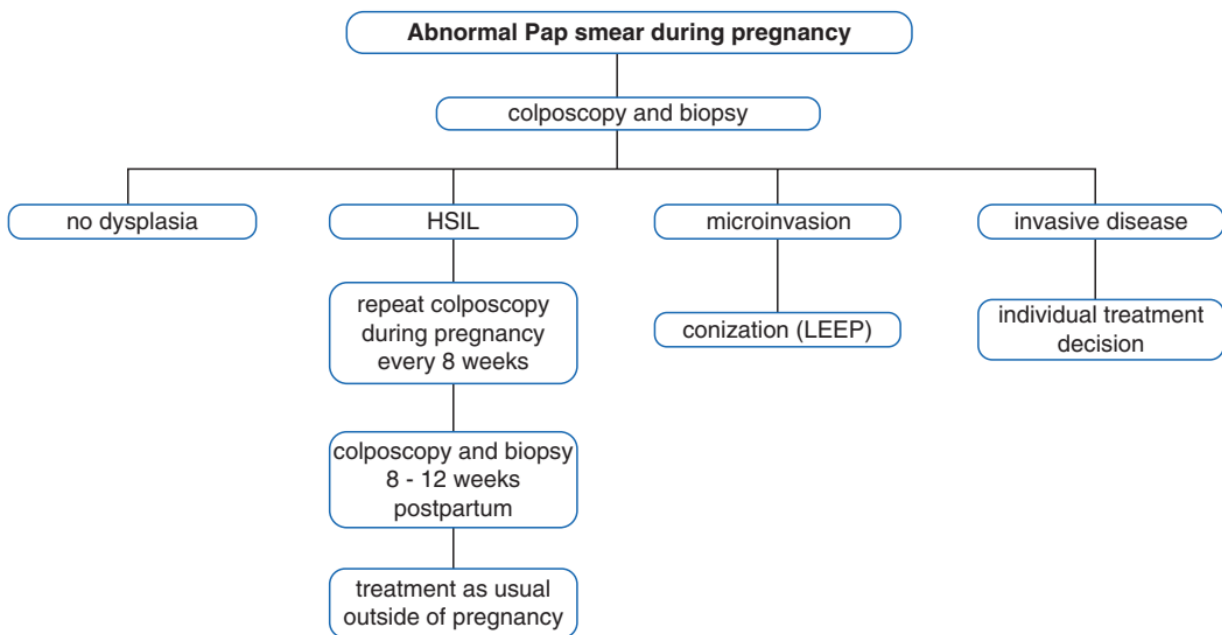 Abnormal Pap smear during pregnancy
colposcopy and biopsy
no dysplasia
HSIL
microinvasion
invasive disease
repeat colposcopy
during pregnancy
every 8 weeks
conization (LEEP)
individual treatment
decision
colposcopy and biopsy
8 - 12 weeks
postpartum
treatment as usual
outside of pregnancy